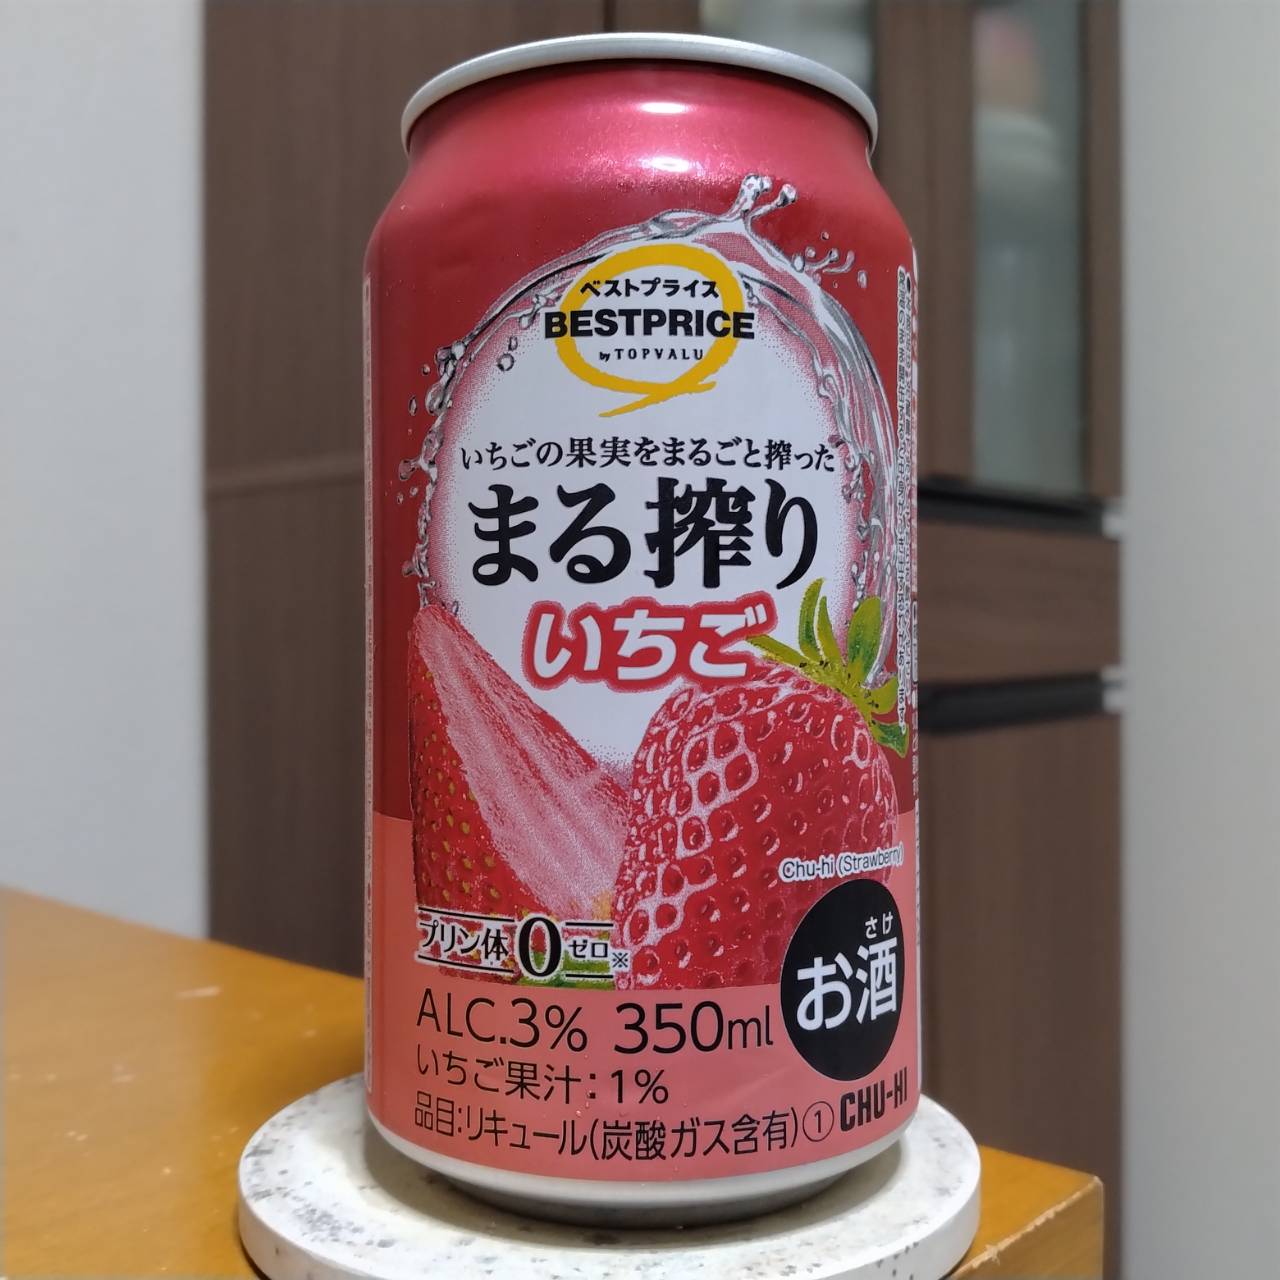 ベストプライス
BESTPRICE
by TOPVALU
いちごの果実をまるごと搾った
まる搾り
いちご
Chu-hi (Strawberry)
プリン体0ゼロ※
さけ
お酒
ALC.3% 350ml
いちご果汁:1%
品目:リキュール(炭酸ガス含有)① CHU-HI